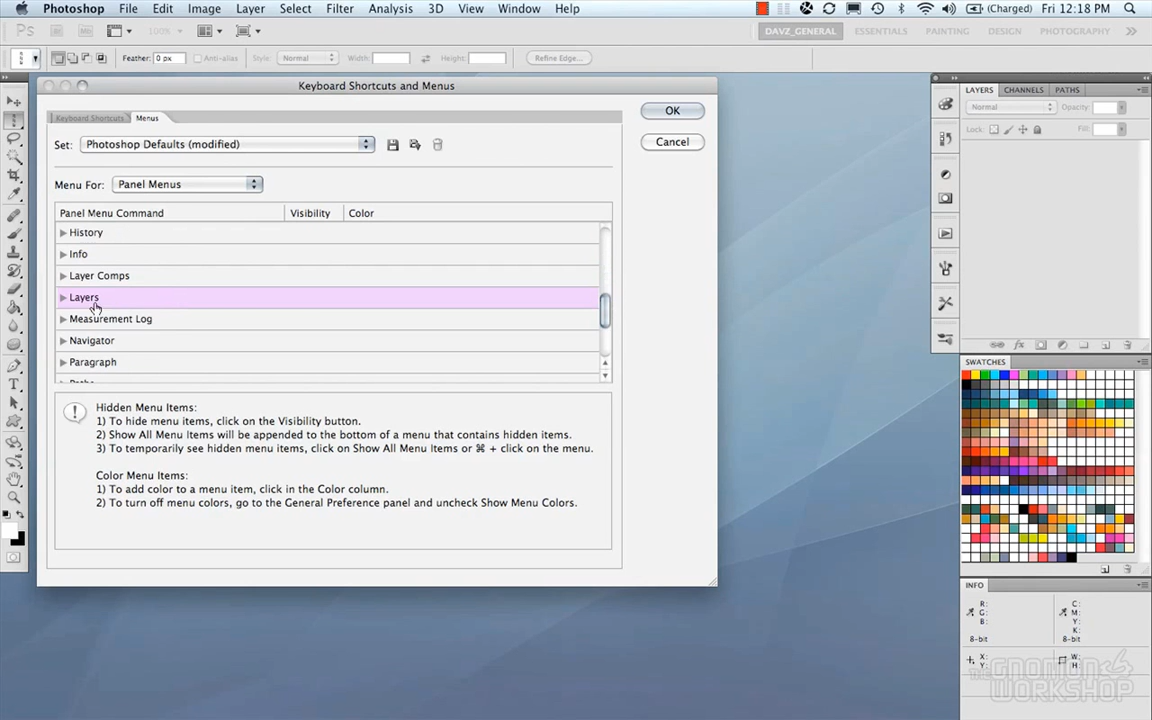 Photoshop File Edit Image Layer Select Filter Analysis 3D View Window Help (Charged) Fri 12:18 PM
Ps Br Mb 100% DAVZ_GENERAL ESSENTIALS PAINTING DESIGN PHOTOGRAPHY
Feather: 0 px Anti-alias Style: Normal Width: Height: Refine Edge...
Keyboard Shortcuts and Menus
Keyboard Shortcuts Menus
OK
Set: Photoshop Defaults (modified)
Cancel
Menu For: Panel Menus
Panel Menu Command Visibility Color
History
Info
Layer Comps
Layers
Measurement Log
Navigator
Paragraph
Paths
Hidden Menu Items:
1) To hide menu items, click on the Visibility button.
2) Show All Menu Items will be appended to the bottom of a menu that contains hidden items.
3) To temporarily see hidden menu items, click on Show All Menu Items or ⌘ + click on the menu.
Color Menu Items:
1) To add color to a menu item, click in the Color column.
2) To turn off menu colors, go to the General Preference panel and uncheck Show Menu Colors.
LAYERS CHANNELS PATHS
Normal Opacity:
Lock: Fill:
SWATCHES
INFO
R: C:
G: M:
B: Y:
K:
8-bit 8-bit
X: W:
Y: H:
THE GNOMON WORKSHOP